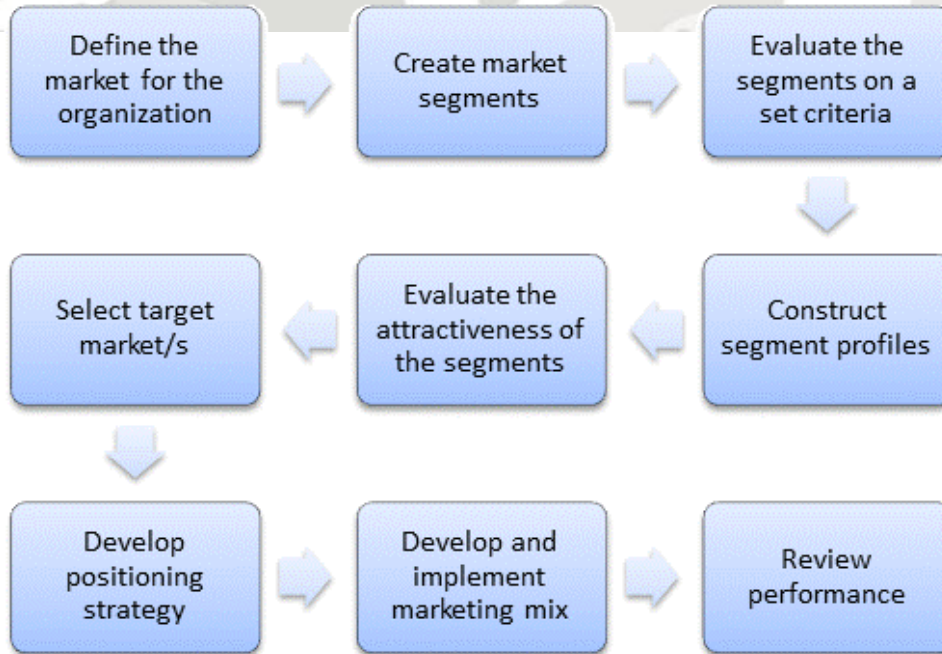 Define the
market for the
organization
Create market
segments
Evaluate the
segments on a
set criteria
Construct
segment profiles
Evaluate the
attractiveness of
the segments
Select target
market/s
Develop
positioning
strategy
Develop and
implement
marketing mix
Review
performance